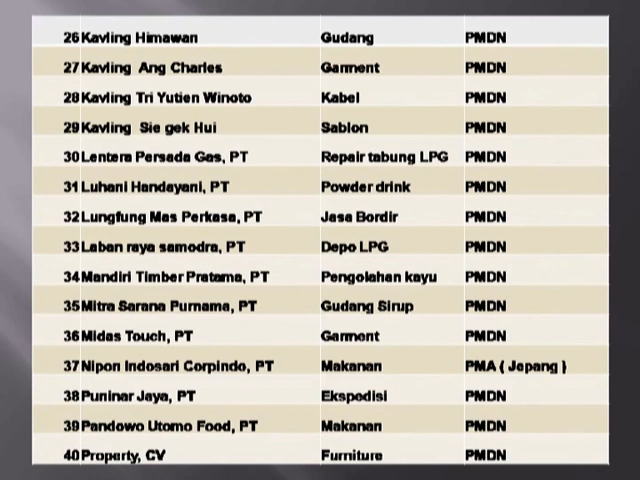 26 Kavling Himawan Gudang PMDN
27 Kavling Ang Charles Garment PMDN
28 Kavling Tri Yutien Winoto Kabel PMDN
29 Kavling Sie gek Hui Sablon PMDN
30 Lentera Persada Gas, PT Repair tabung LPG PMDN
31 Luhani Handayani, PT Powder drink PMDN
32 Lungfung Mas Perkasa, PT Jasa Bordir PMDN
33 Laban raya samodra, PT Depo LPG PMDN
34 Mandiri Timber Pratama, PT Pengolahan kayu PMDN
35 Mitra Sarana Purnama, PT Gudang Sirup PMDN
36 Midas Touch, PT Garment PMDN
37 Nipon Indosari Corpindo, PT Makanan PMA ( Jepang )
38 Puninar Jaya, PT Ekspedisi PMDN
39 Pandowo Utomo Food, PT Makanan PMDN
40 Property, CV Furniture PMDN